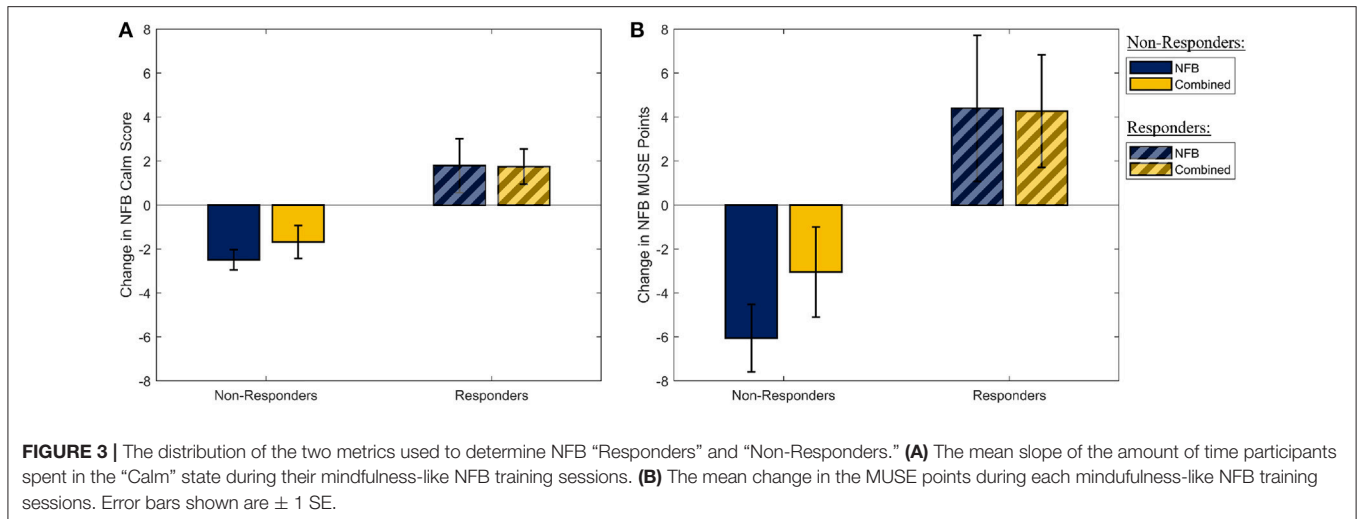 A
8
6
4
2
0
-2
-4
-6
-8
Change in NFB Calm Score
Non-Responders
Responders
B
8
6
4
2
0
-2
-4
-6
-8
Change in NFB MUSE Points
Non-Responders
Responders
Non-Responders:
NFB
Combined
Responders:
NFB
Combined
FIGURE 3 | The distribution of the two metrics used to determine NFB “Responders” and “Non-Responders.” (A) The mean slope of the amount of time participants
spent in the “Calm” state during their mindfulness-like NFB training sessions. (B) The mean change in the MUSE points during each mindufulness-like NFB training
sessions. Error bars shown are ± 1 SE.